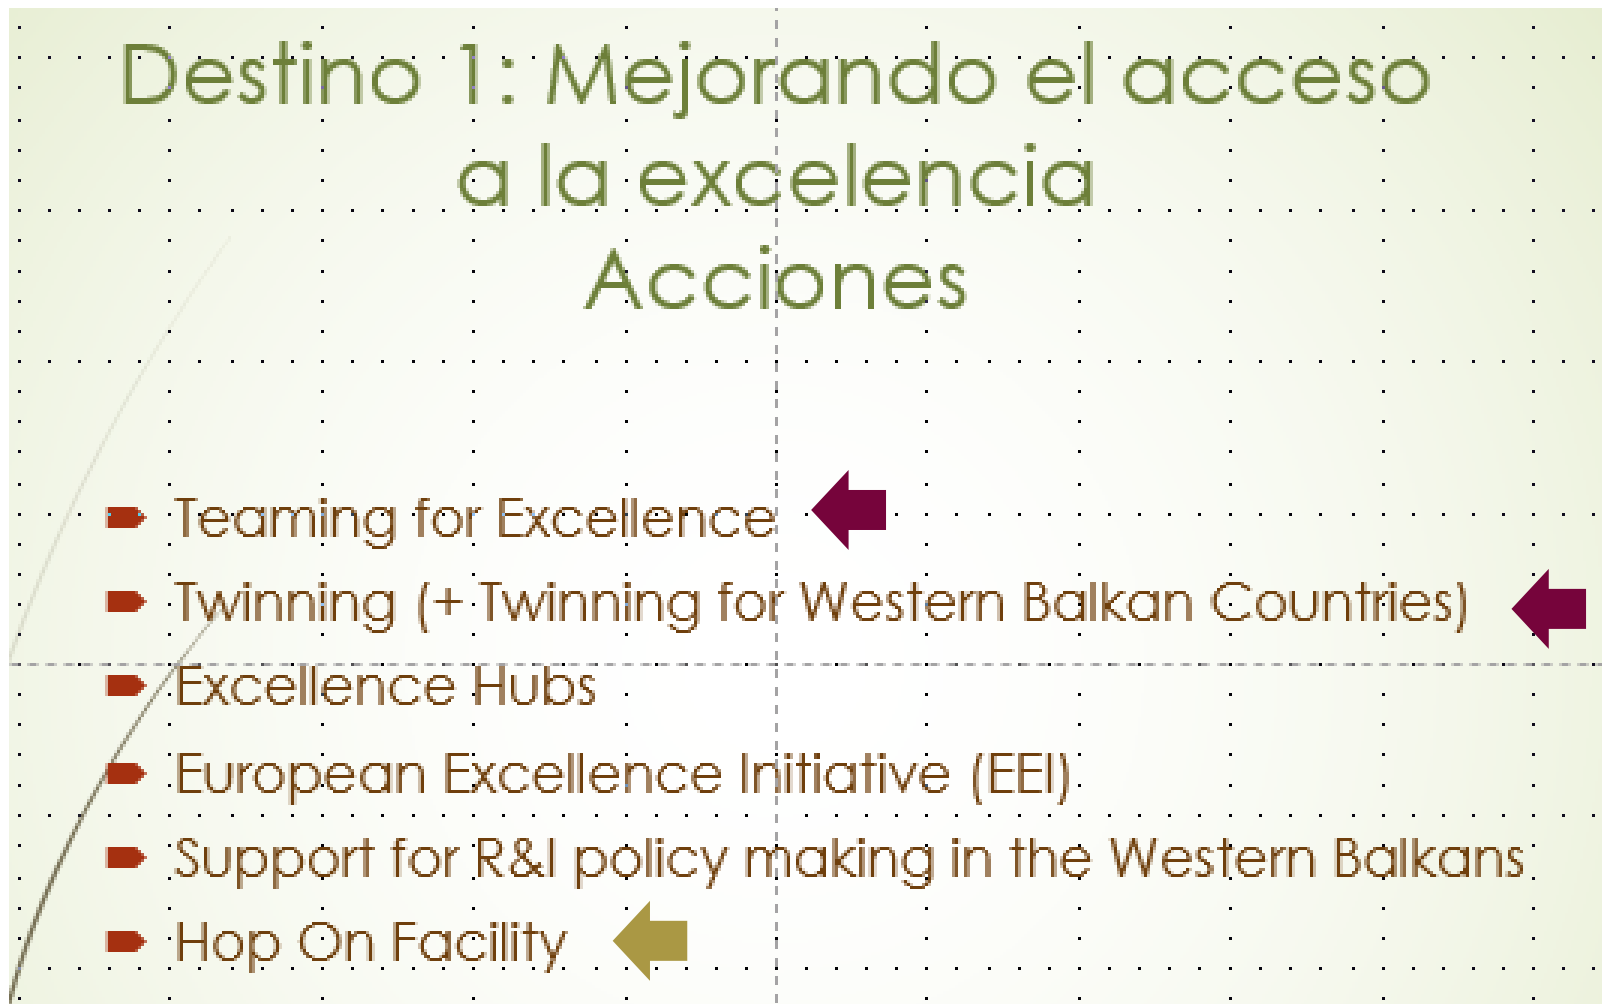 Destino 1: Mejorando el acceso
a la excelencia
Acciones
Teaming for Excellence
Twinning (+ Twinning for Western Balkan Countries)
Excellence Hubs
European Excellence Initiative (EEI)
Support for R&I policy making in the Western Balkans
Hop On Facility